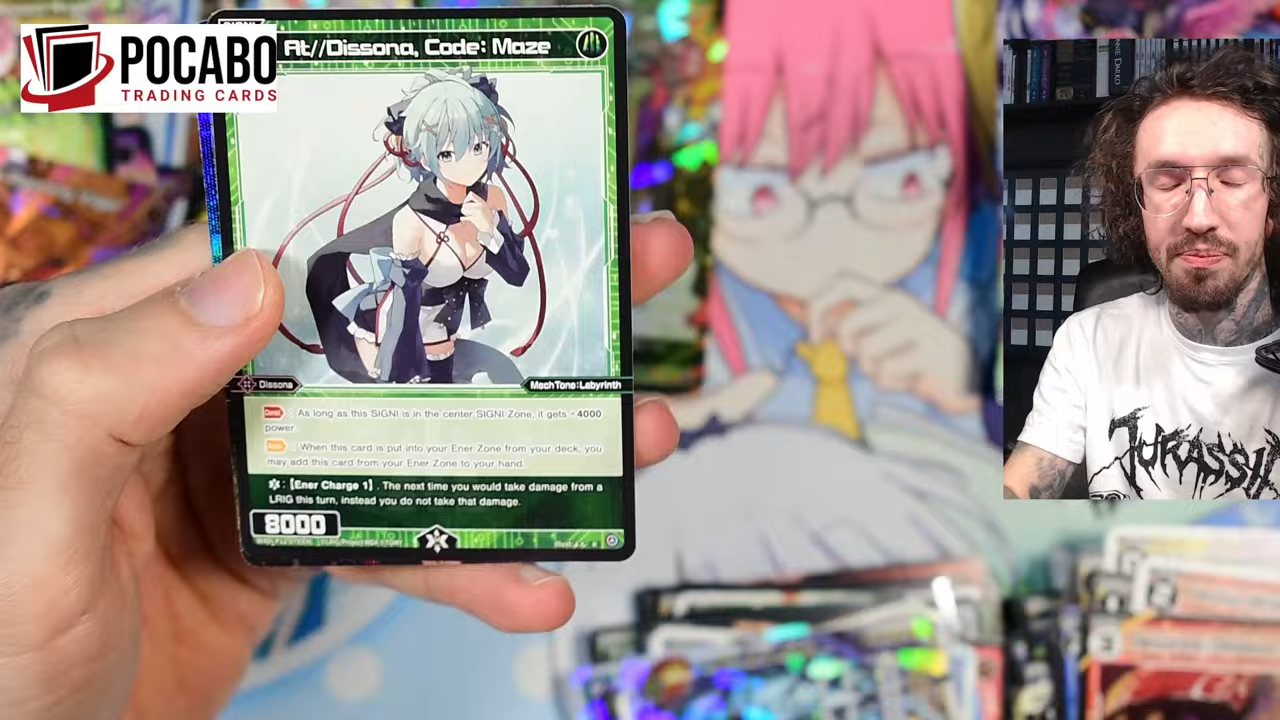 SIGNI
POCABO
TRADING CARDS
At//Dissona, Code: Maze
Dissona
MechTone:Labyrinth
As long as this SIGNI is in the center SIGNI Zone, it gets +4000
power.
When this card is put into your Ener Zone from your deck, you
may add this card from your Ener Zone to your hand.
: [Ener Charge 1]. The next time you would take damage from a
LRIG this turn, instead you do not take that damage.
8000
JURASSIC